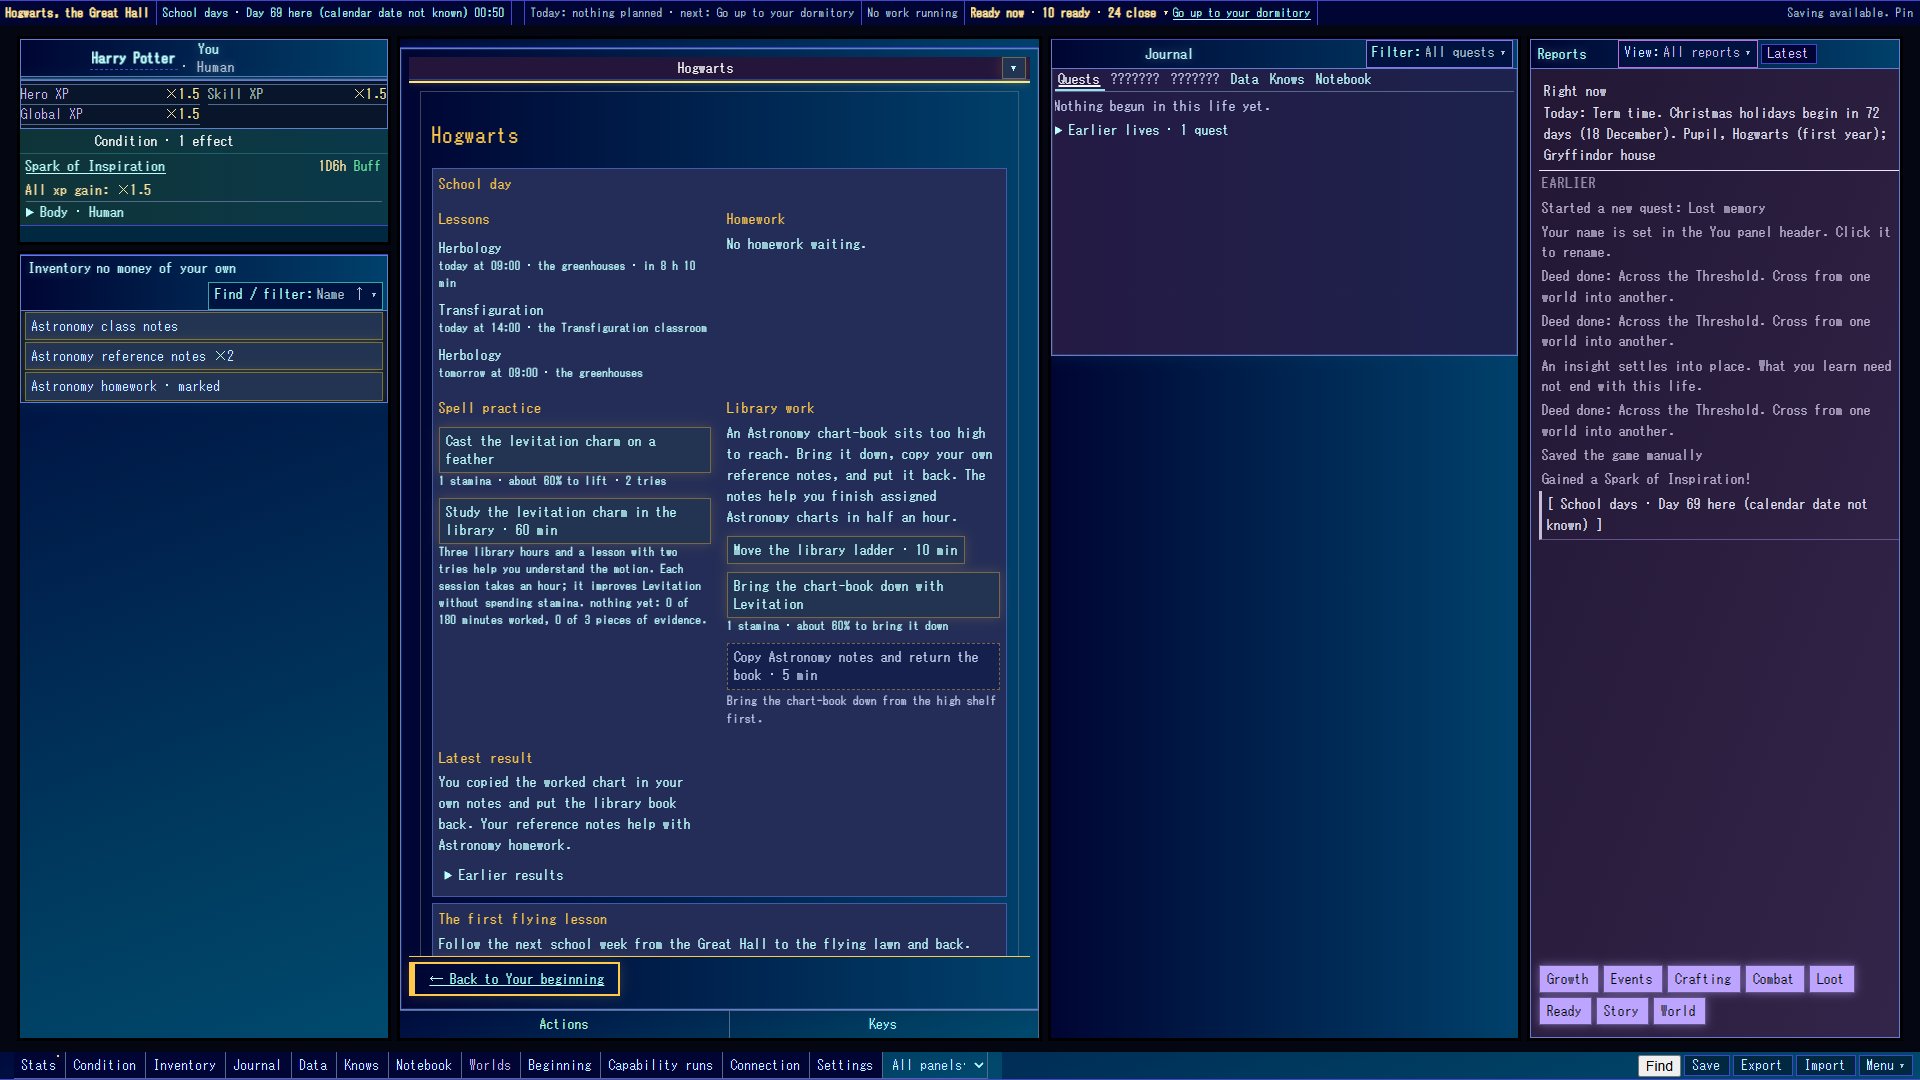 Hogwarts, the Great Hall
School days · Day 69 here (calendar date not known) 00:50
Today: nothing planned · next: Go up to your dormitory
No work running
Ready now · 10 ready · 24 close ▾ Go up to your dormitory
Saving available. Pin
Harry Potter · You
Human
Hero XP ×1.5 Skill XP ×1.5
Global XP ×1.5
Condition · 1 effect
Spark of Inspiration 1D6h Buff
All xp gain: ×1.5
▶ Body · Human
Inventory no money of your own
Find / filter: Name ↑ ▾
Astronomy class notes
Astronomy reference notes ×2
Astronomy homework · marked
Hogwarts ▾
Hogwarts
School day
Lessons
Herbology
today at 09:00 · the greenhouses · in 8 h 10
min
Transfiguration
today at 14:00 · the Transfiguration classroom
Herbology
tomorrow at 09:00 · the greenhouses
Homework
No homework waiting.
Spell practice
Cast the levitation charm on a
feather
1 stamina · about 60% to lift · 2 tries
Study the levitation charm in the
library · 60 min
Three library hours and a lesson with two
tries help you understand the motion. Each
session takes an hour; it improves Levitation
without spending stamina. nothing yet: 0 of
180 minutes worked, 0 of 3 pieces of evidence.
Library work
An Astronomy chart-book sits too high
to reach. Bring it down, copy your own
reference notes, and put it back. The
notes help you finish assigned
Astronomy charts in half an hour.
Move the library ladder · 10 min
Bring the chart-book down with
Levitation
1 stamina · about 60% to bring it down
Copy Astronomy notes and return the
book · 5 min
Bring the chart-book down from the high shelf
first.
Latest result
You copied the worked chart in your
own notes and put the library book
back. Your reference notes help with
Astronomy homework.
▶ Earlier results
The first flying lesson
Follow the next school week from the Great Hall to the flying lawn and back.
← Back to Your beginning
Actions
Keys
Journal
Filter: All quests ▾
Quests ??????? ??????? Data Knows Notebook
Nothing begun in this life yet.
▶ Earlier lives · 1 quest
Reports
View: All reports ▾
Latest
Right now
Today: Term time. Christmas holidays begin in 72
days (18 December). Pupil, Hogwarts (first year);
Gryffindor house
EARLIER
Started a new quest: Lost memory
Your name is set in the You panel header. Click it
to rename.
Deed done: Across the Threshold. Cross from one
world into another.
Deed done: Across the Threshold. Cross from one
world into another.
An insight settles into place. What you learn need
not end with this life.
Deed done: Across the Threshold. Cross from one
world into another.
Saved the game manually
Gained a Spark of Inspiration!
[ School days · Day 69 here (calendar date not
known) ]
Growth Events Crafting Combat Loot
Ready Story World
Stats Condition Inventory Journal Data Knows Notebook Worlds Beginning Capability runs Connection Settings All panels·
Find Save Export Import Menu ▾